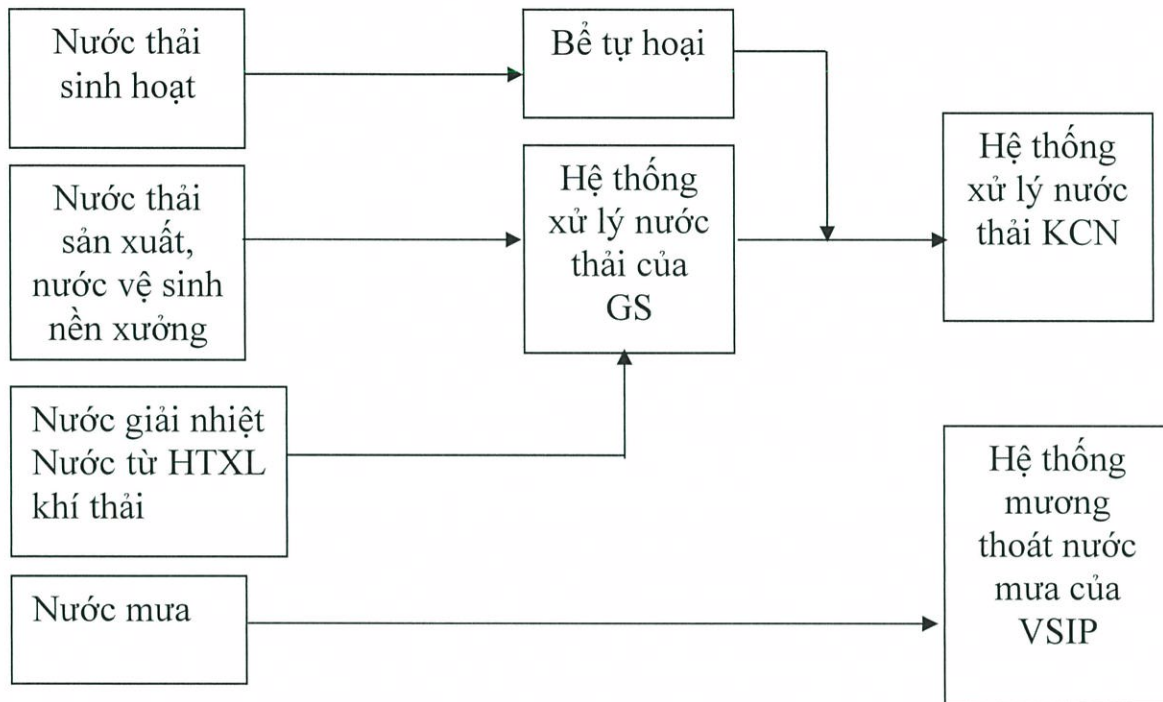 Nước thải
sinh hoạt
Bể tự hoại
Nước thải
sản xuất,
nước vệ sinh
nền xưởng
Hệ thống
xử lý nước
thải của
GS
Hệ thống
xử lý nước
thải KCN
Nước giải nhiệt
Nước từ HTXL
khí thải
Hệ thống
mương
thoát nước
mưa của
VSIP
Nước mưa